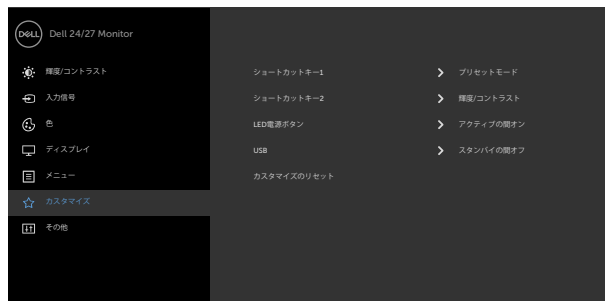 DELL Dell 24/27 Monitor
輝度/コントラスト
入力信号
色
ディスプレイ
メニュー
カスタマイズ
その他
ショートカットキー1 プリセットモード
ショートカットキー2 輝度/コントラスト
LED電源ボタン アクティブの間オン
USB スタンバイの間オフ
カスタマイズのリセット